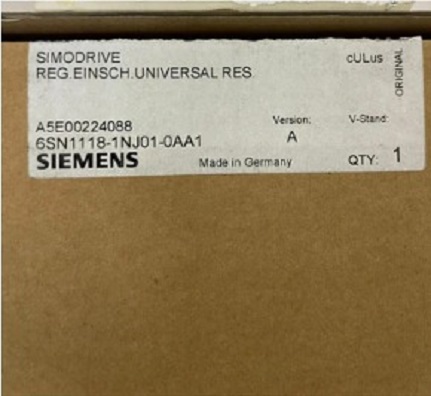 SIMODRIVE
REG.EINSCH.UNIVERSAL RES.
cULus
ORIGINAL
A5E00224088
6SN1118-1NJ01-0AA1
Version:
A
V-Stand:
SIEMENS
Made in Germany
QTY: 1